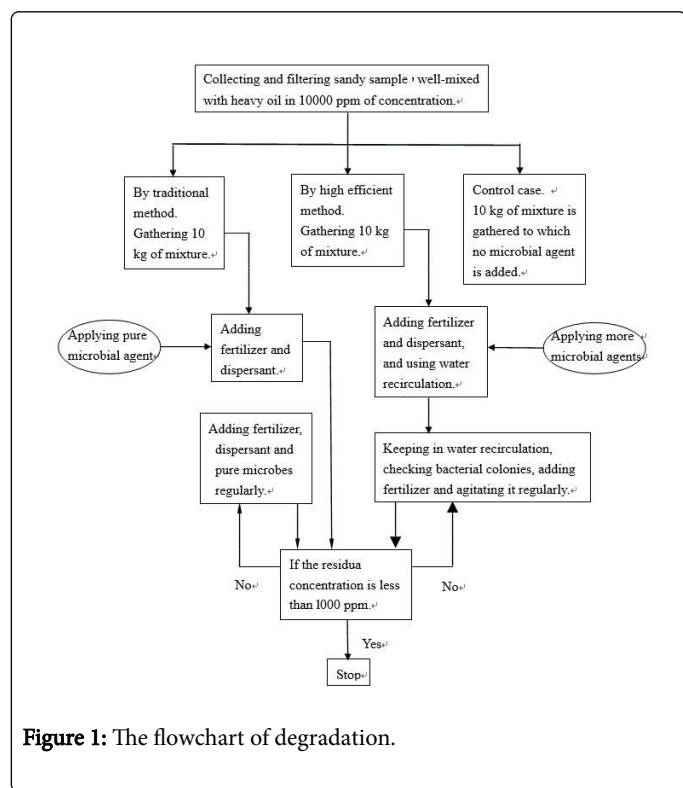 Collecting and filtering sandy sample，well-mixed
with heavy oil in 10000 ppm of concentration.↵
By traditional
method.
Gathering 10
kg of mixture.↵
By high efficient
method.
Gathering 10 kg
of mixture.↵
Control case. ↵
10 kg of mixture is
gathered to which
no microbial agent
is added.↵
Applying pure
microbial agent↵
Adding
fertilizer and
dispersant.↵
Adding fertilizer
and dispersant,
and using water
recirculation.↵
Applying more↵
microbial agents↵
Adding fertilizer,
dispersant and
pure microbes
regularly.↵
Keeping in water recirculation,
checking bacterial colonies, adding
fertilizer and agitating it regularly.↵
If the residua
concentration is less
than 1000 ppm.↵
No↵
No↵
Yes↵
Stop↵
Figure 1: The flowchart of degradation.